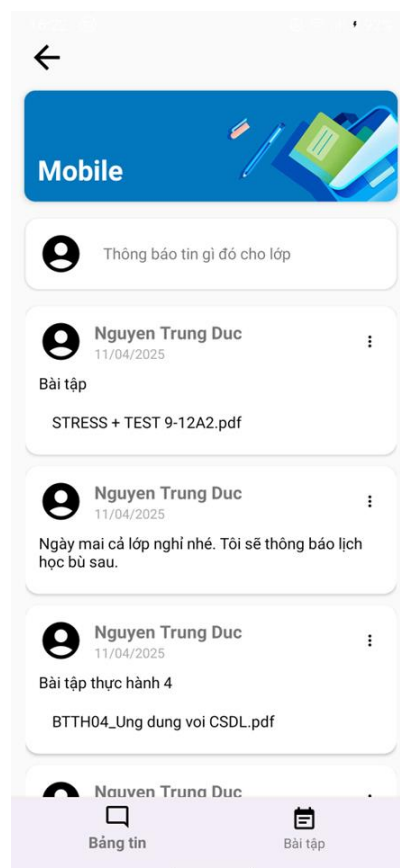 Mobile
Thông báo tin gì đó cho lớp
Nguyen Trung Duc
11/04/2025
Bài tập
STRESS + TEST 9-12A2.pdf
Nguyen Trung Duc
11/04/2025
Ngày mai cả lớp nghỉ nhé. Tôi sẽ thông báo lịch
học bù sau.
Nguyen Trung Duc
11/04/2025
Bài tập thực hành 4
BTTH04_Ung dung voi CSDL.pdf
Nguyen Trung Duc
Bảng tin
Bài tập